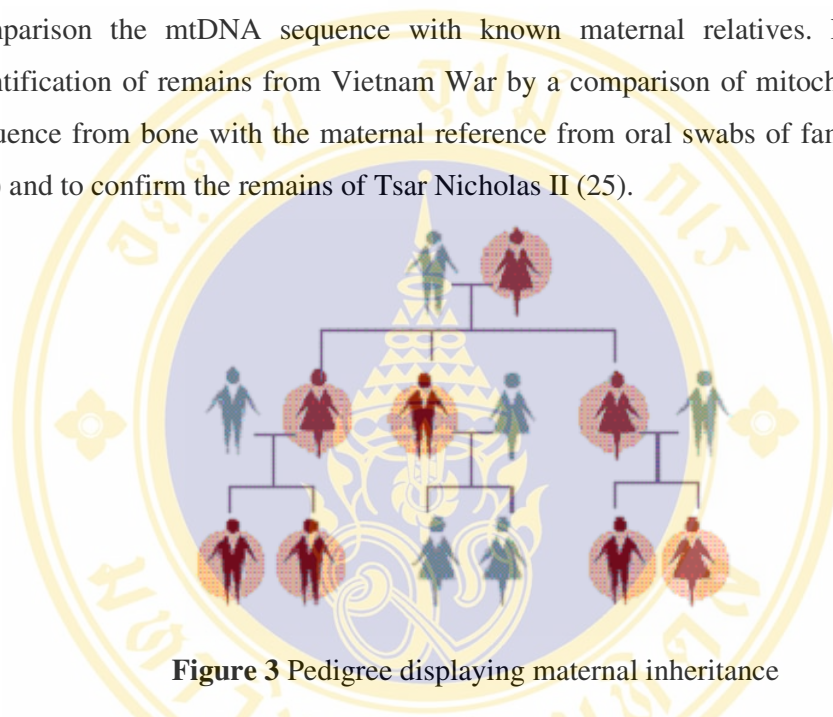 mparison the mtDNA sequence with known maternal relatives.
ntification of remains from Vietnam War by a comparison of mitoch
uence from bone with the maternal reference from oral swabs of fam
) and to confirm the remains of Tsar Nicholas II (25).
Figure 3 Pedigree displaying maternal inheritance